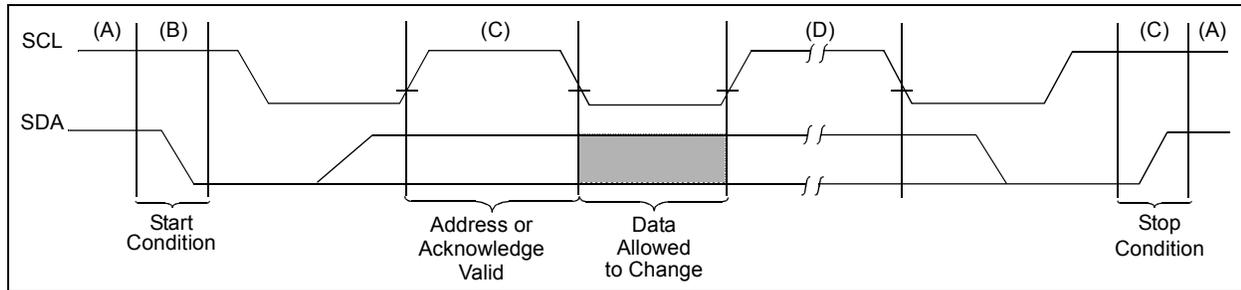 (A) (B) (C) (D) (C) (A)
SCL
SDA
Start
Condition
Address or
Acknowledge
Valid
Data
Allowed
to Change
Stop
Condition